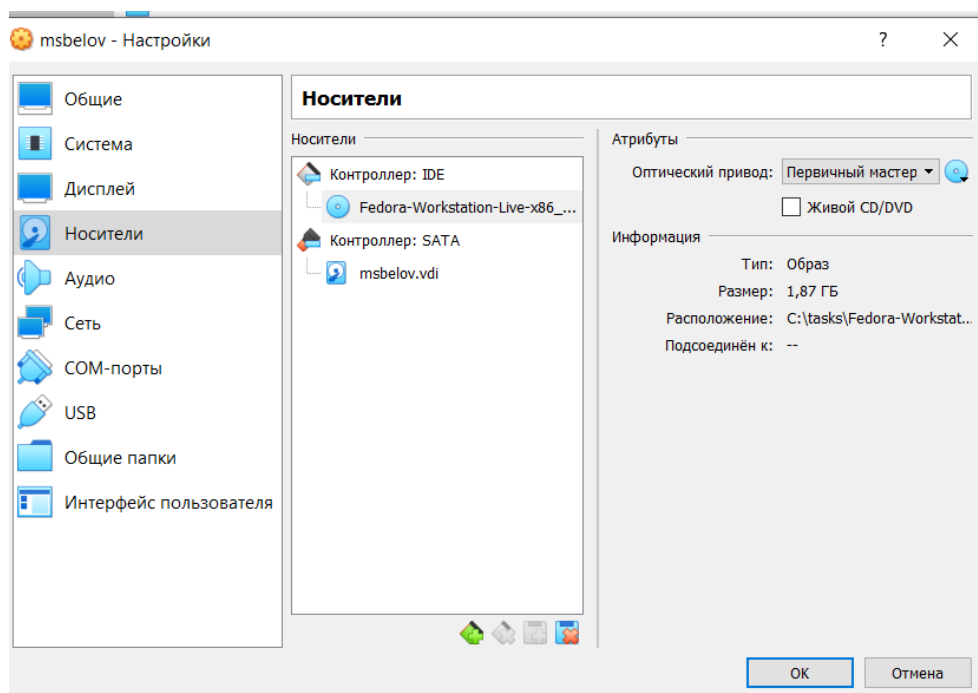 msbelov - Настройки
?
Общие
Система
Дисплей
Носители
Аудио
Сеть
COM-порты
USB
Общие папки
Интерфейс пользователя
Носители
Носители
Контроллер: IDE
Fedora-Workstation-Live-x86_...
Контроллер: SATA
msbelov.vdi
Атрибуты
Оптический привод: Первичный мастер
Живой CD/DVD
Информация
Тип: Образ
Размер: 1,87 ГБ
Расположение: C:\tasks\Fedora-Workstat...
Подсоединён к: --
OK
Отмена